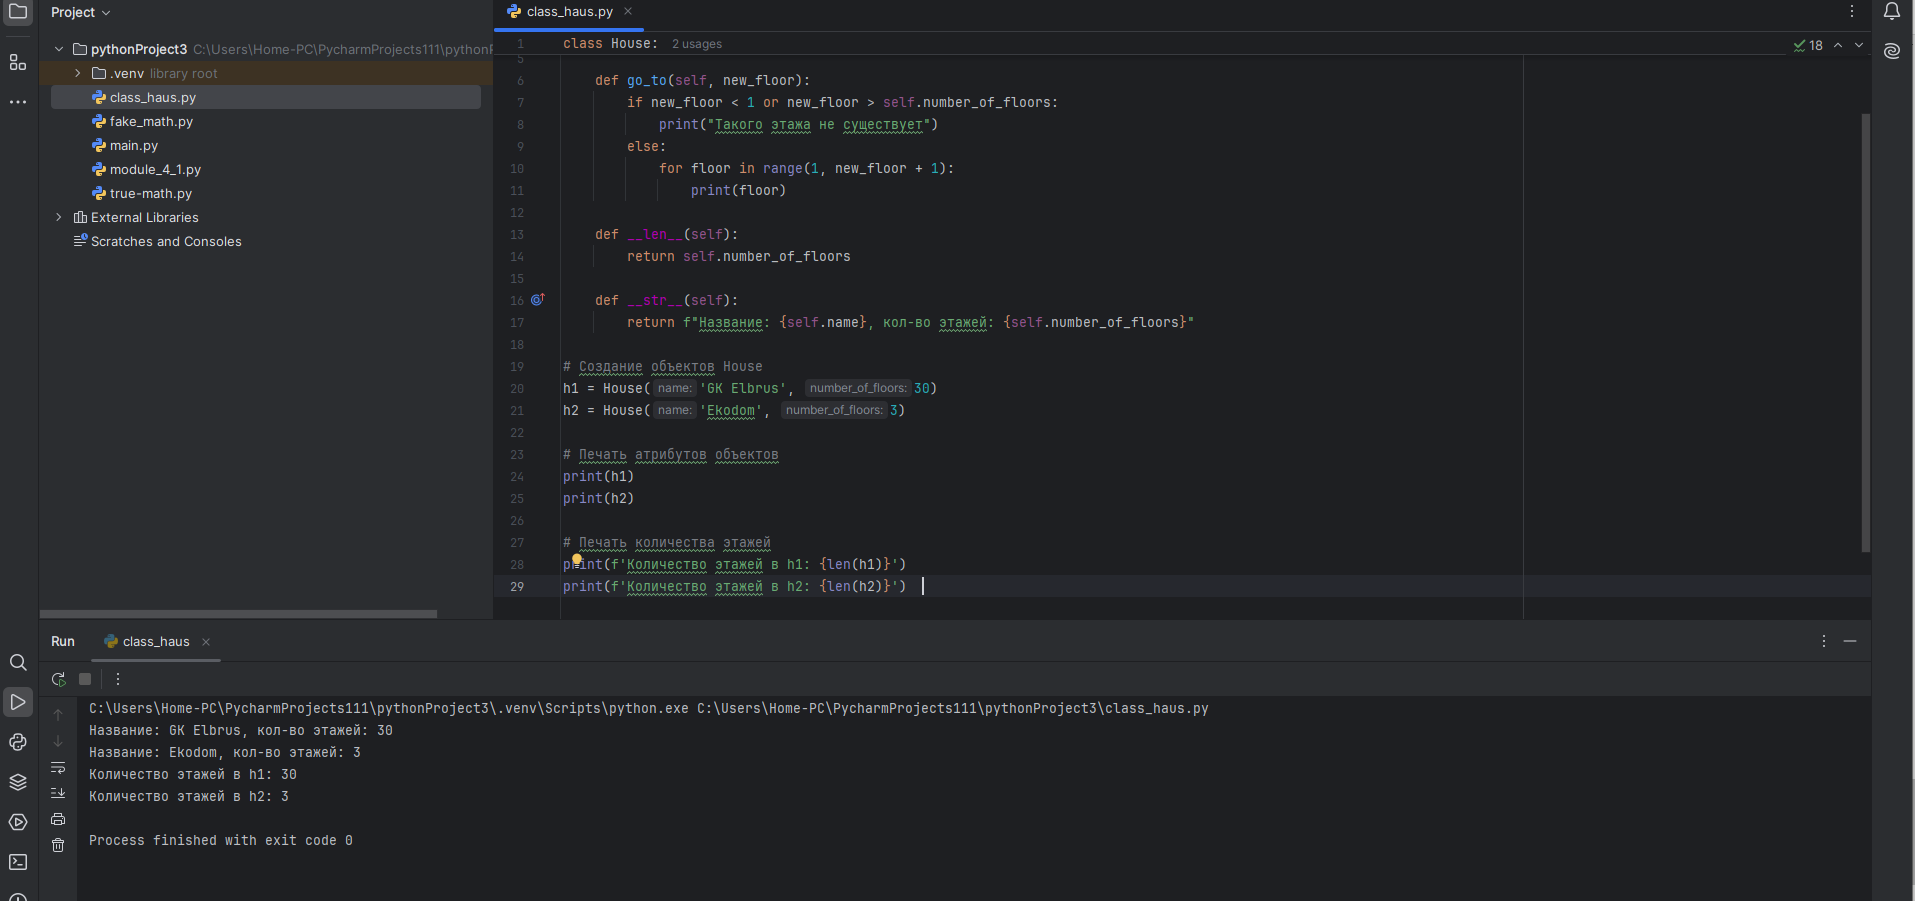 Project
class_haus.py
pythonProject3 C:\Users\Home-PC\PycharmProjects111\pythonP
.venv library root
class_haus.py
fake_math.py
main.py
module_4_1.py
true-math.py
External Libraries
Scratches and Consoles
1 class House: 2 usages
18
5
6 def go_to(self, new_floor):
7 if new_floor < 1 or new_floor > self.number_of_floors:
8 print("Такого этажа не существует")
9 else:
10 for floor in range(1, new_floor + 1):
11 print(floor)
12
13 def __len__(self):
14 return self.number_of_floors
15
16 def __str__(self):
17 return f"Название: {self.name}, кол-во этажей: {self.number_of_floors}"
18
19 # Создание объектов House
20 h1 = House( name: 'GK Elbrus', number_of_floors: 30)
21 h2 = House( name: 'Ekodom', number_of_floors: 3)
22
23 # Печать атрибутов объектов
24 print(h1)
25 print(h2)
26
27 # Печать количества этажей
28 print(f'Количество этажей в h1: {len(h1)}')
29 print(f'Количество этажей в h2: {len(h2)}')
Run class_haus
C:\Users\Home-PC\PycharmProjects111\pythonProject3\.venv\Scripts\python.exe C:\Users\Home-PC\PycharmProjects111\pythonProject3\class_haus.py
Название: GK Elbrus, кол-во этажей: 30
Название: Ekodom, кол-во этажей: 3
Количество этажей в h1: 30
Количество этажей в h2: 3
Process finished with exit code 0